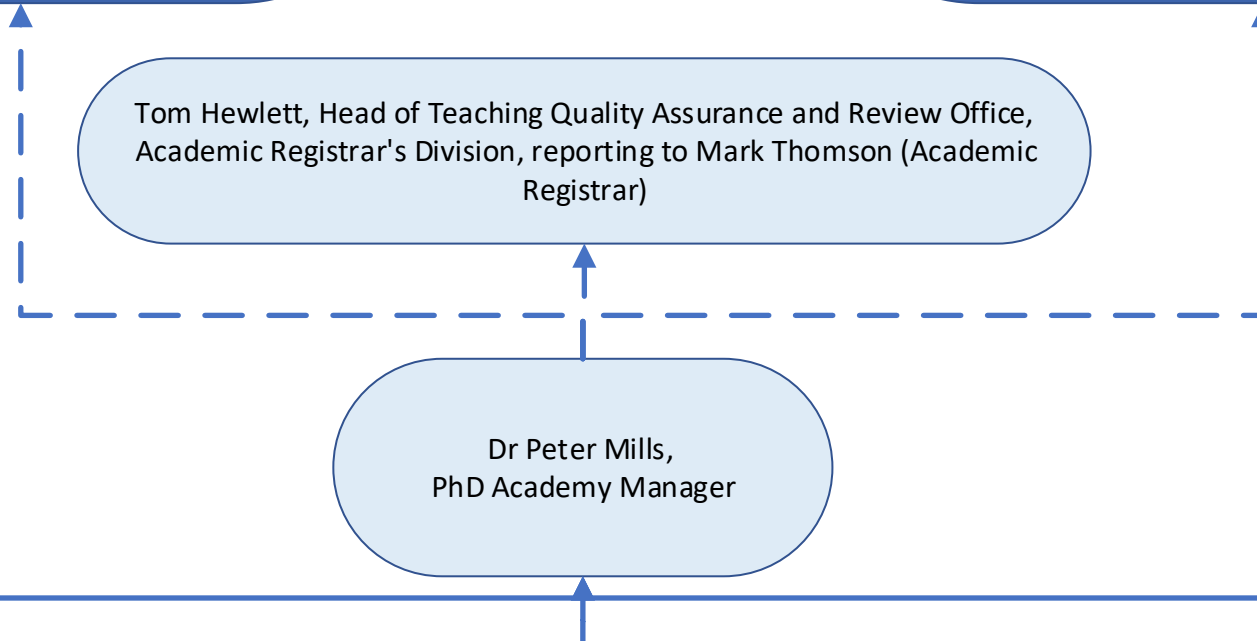 Tom Hewlett, Head of Teaching Quality Assurance and Review Office,
Academic Registrar's Division, reporting to Mark Thomson (Academic
Registrar)
Dr Peter Mills,
PhD Academy Manager